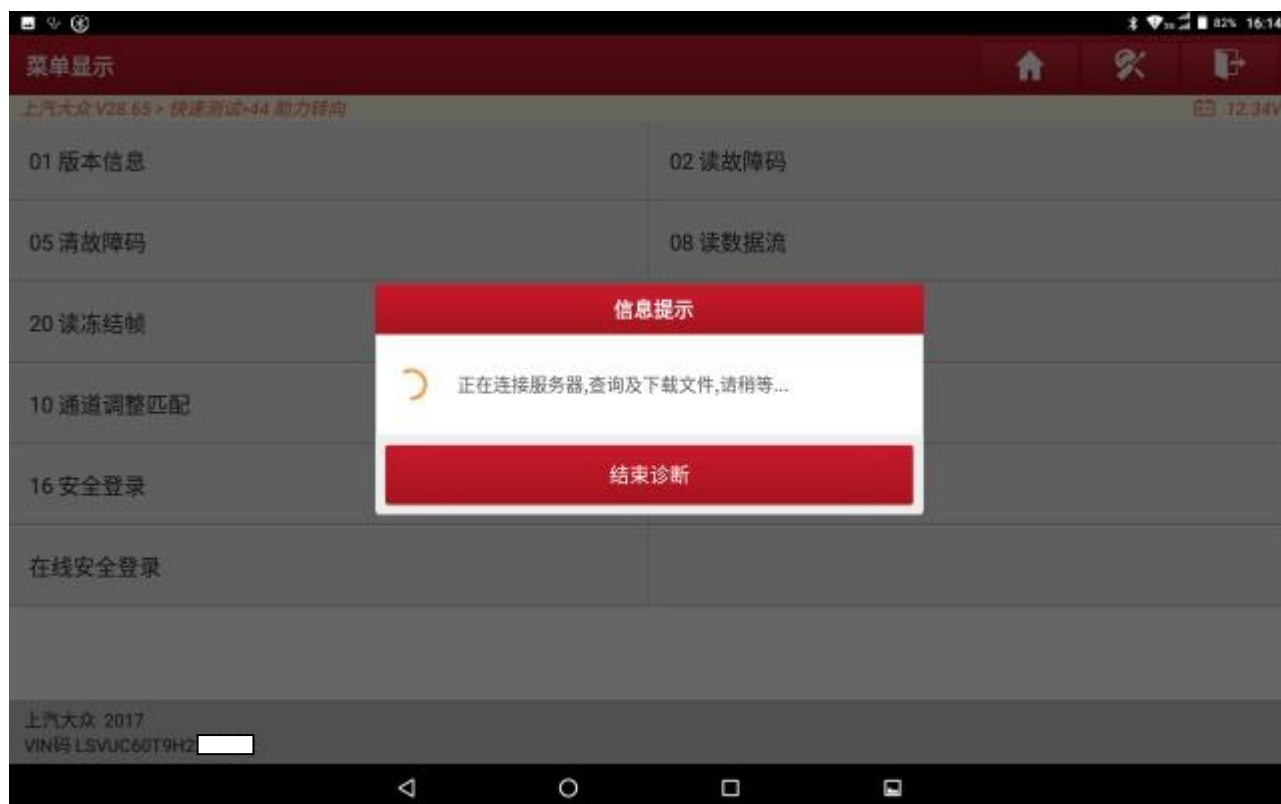 82% 16:14
菜单显示
上汽大众 V28.65 > 快速测试>44 助力转向
12.34V
01 版本信息
02 读故障码
05 清故障码
08 读数据流
20 读冻结帧
信息提示
正在连接服务器,查询及下载文件,请稍等...
10 通道调整匹配
结束诊断
16 安全登录
在线安全登录
上汽大众 2017
VIN码 LSVUC60T9H2